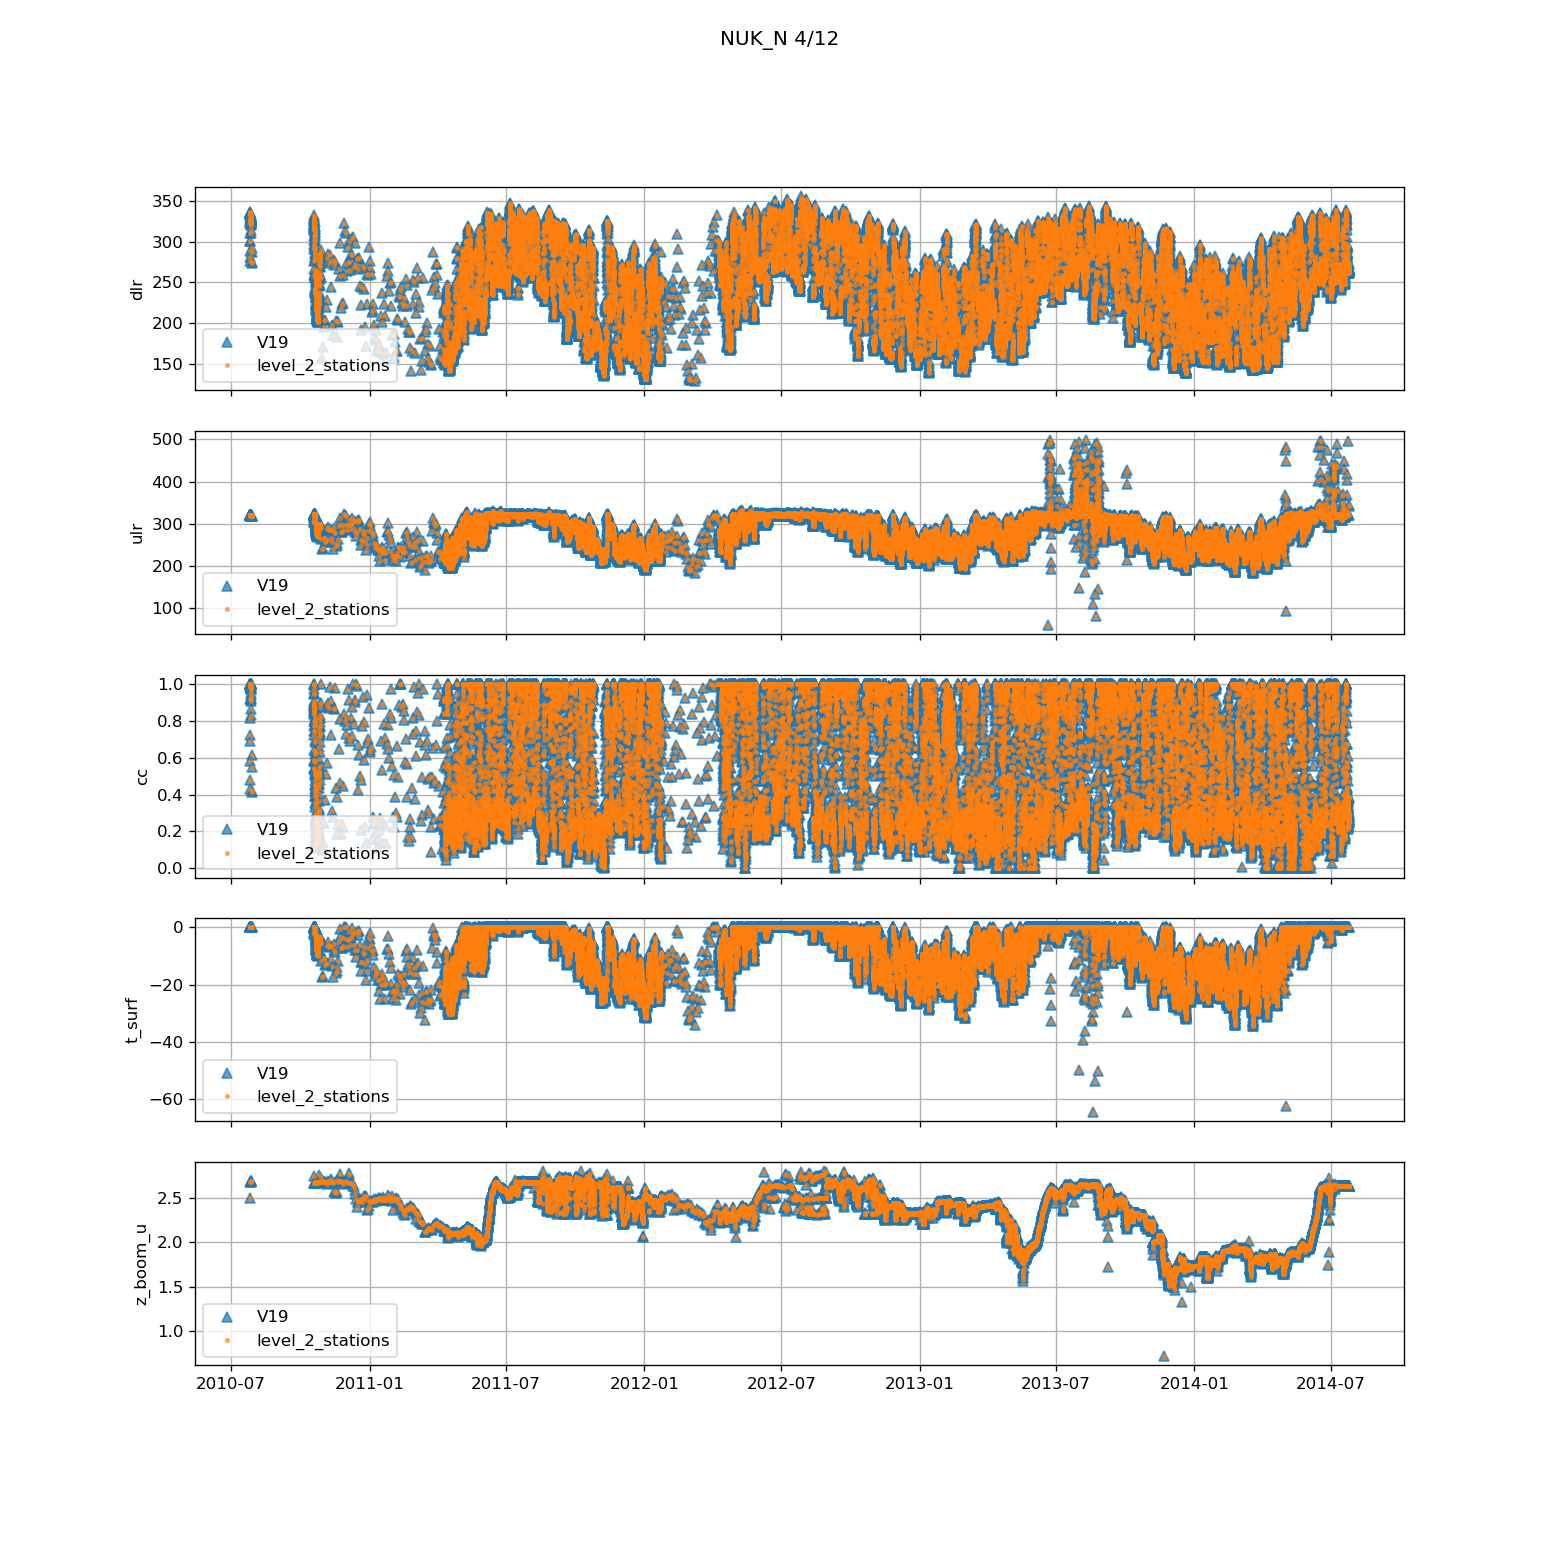 NUK_N 4/12
350
300
250
200
150
dlr
V19
level_2_stations
500
400
300
200
100
ulr
V19
level_2_stations
1.0
0.8
0.6
0.4
0.2
0.0
cc
V19
level_2_stations
0
−20
−40
−60
t_surf
V19
level_2_stations
2.5
2.0
1.5
1.0
z_boom_u
V19
level_2_stations
2010-07 2011-01 2011-07 2012-01 2012-07 2013-01 2013-07 2014-01 2014-07